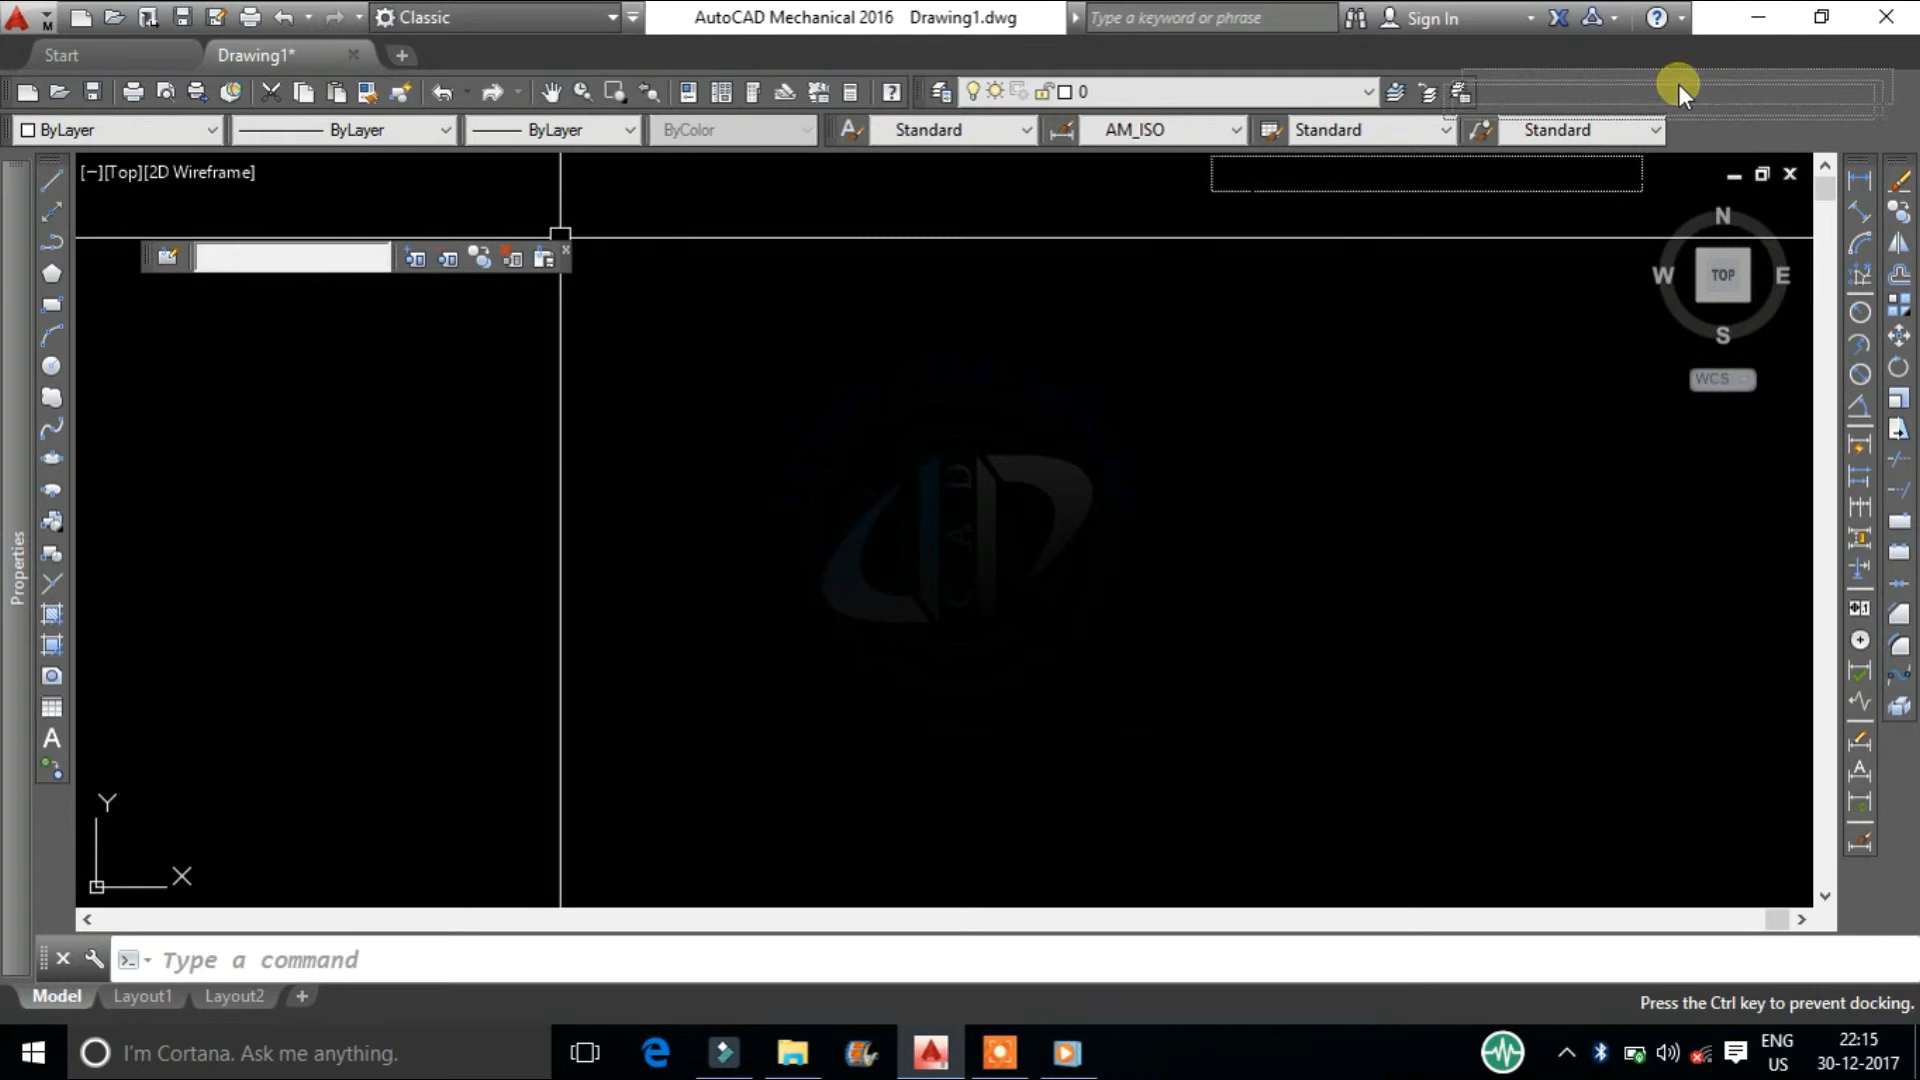 M
Classic
AutoCAD Mechanical 2016 Drawing1.dwg
Type a keyword or phrase
Sign In
Start
Drawing1*
0
ByLayer
ByLayer
ByLayer
ByColor
Standard
AM_ISO
Standard
Standard
[−][Top][2D Wireframe]
N
W
TOP
E
S
WCS
CAD
Properties
A
Y
X
Type a command
Model
Layout1
Layout2
Press the Ctrl key to prevent docking.
I'm Cortana. Ask me anything.
ENG
US
22:15
30-12-2017